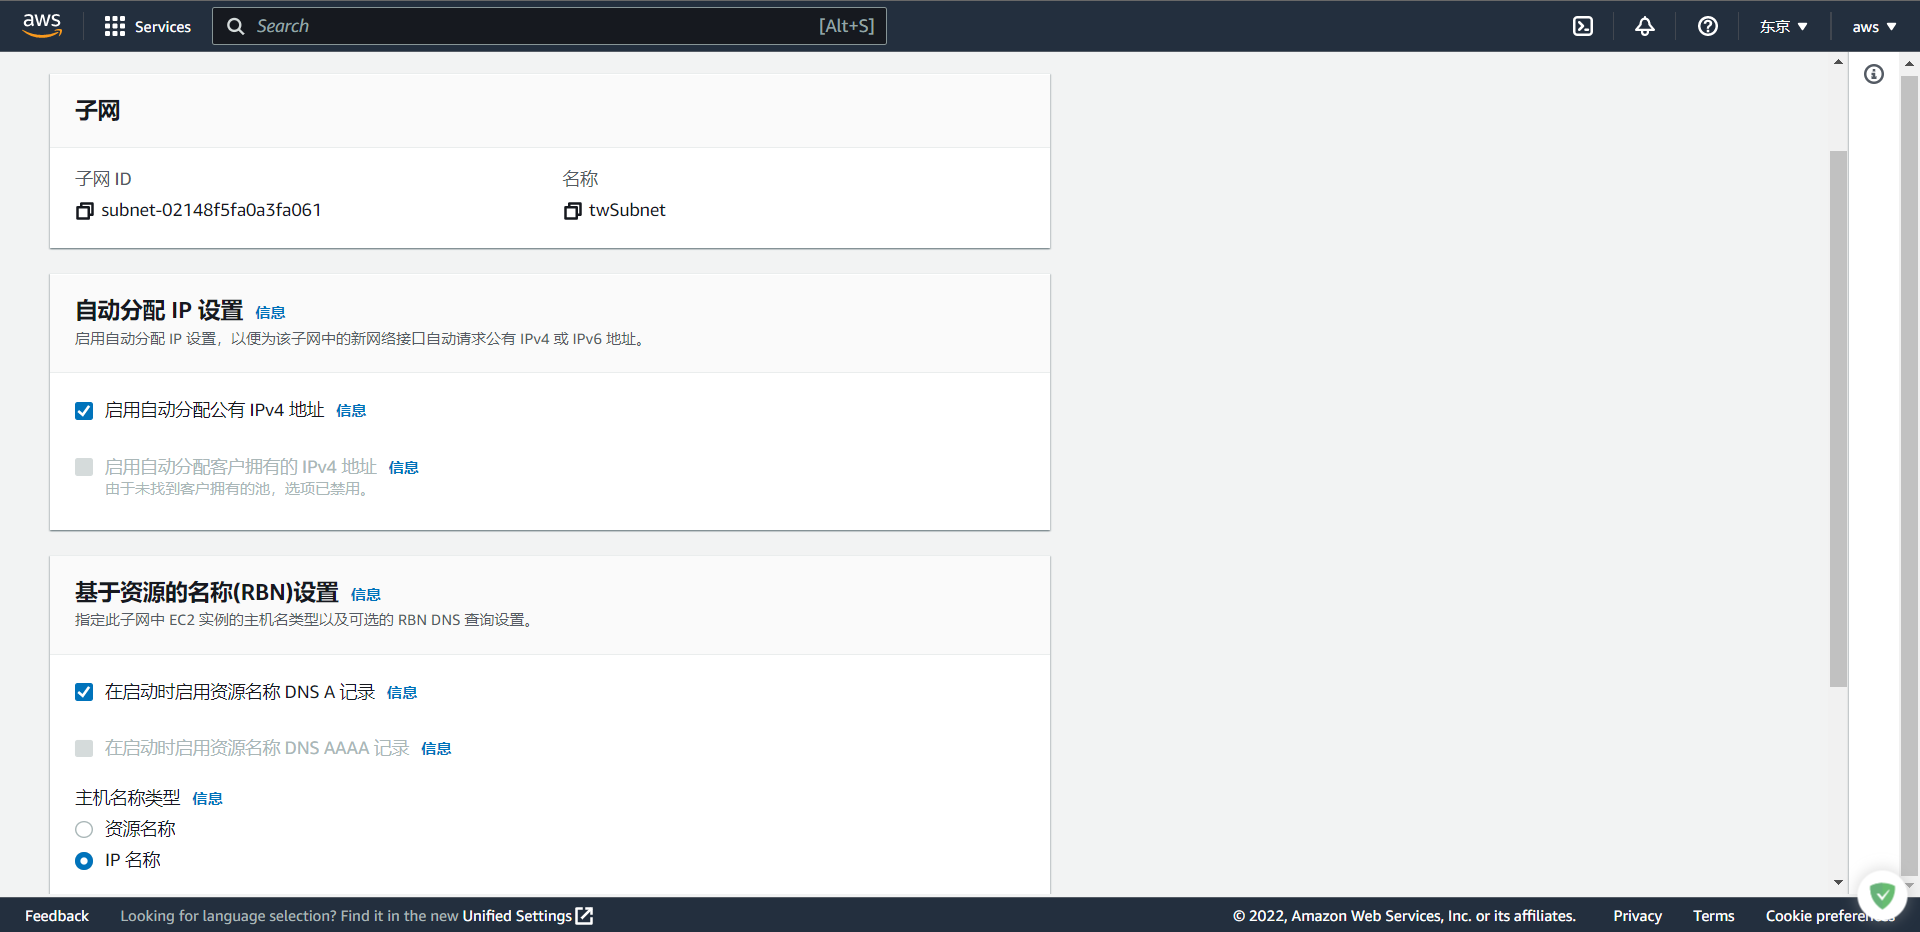 aws
Services
Search
[Alt+S]
东京
aws
子网
子网 ID
名称
subnet-02148f5fa0a3fa061
twSubnet
自动分配 IP 设置 信息
启用自动分配 IP 设置，以便为该子网中的新网络接口自动请求公有 IPv4 或 IPv6 地址。
启用自动分配公有 IPv4 地址 信息
启用自动分配客户拥有的 IPv4 地址 信息
由于未找到客户拥有的池，选项已禁用。
基于资源的名称(RBN)设置 信息
指定此子网中 EC2 实例的主机名类型以及可选的 RBN DNS 查询设置。
在启动时启用资源名称 DNS A 记录 信息
在启动时启用资源名称 DNS AAAA 记录 信息
主机名称类型 信息
资源名称
IP 名称
Feedback
Looking for language selection? Find it in the new Unified Settings
© 2022, Amazon Web Services, Inc. or its affiliates.
Privacy
Terms
Cookie